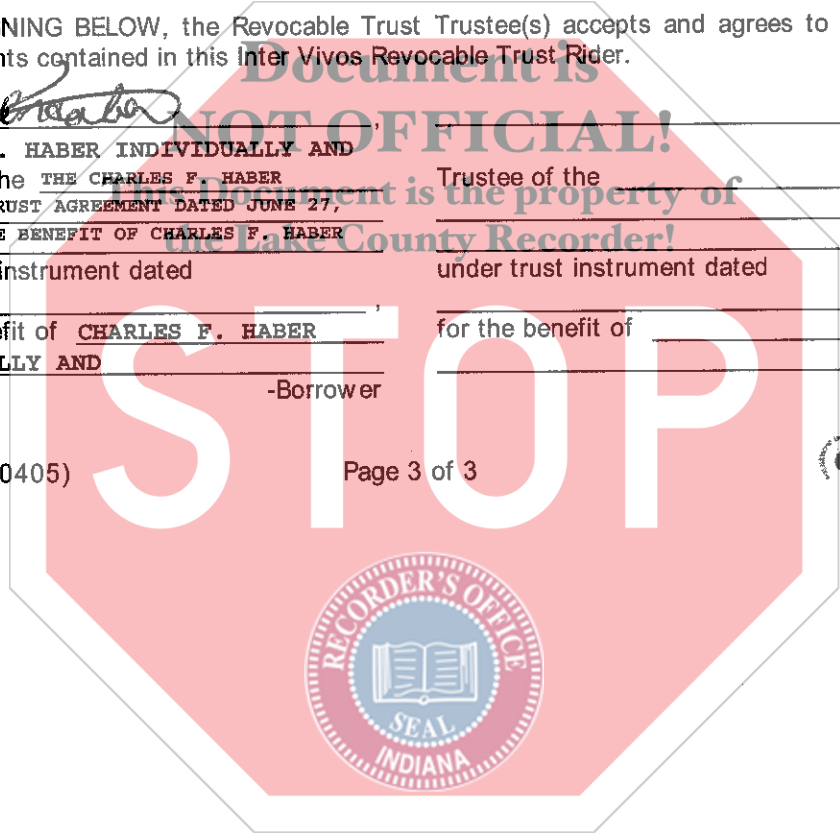 NING BELOW, the Revocable Trust Trustee(s) accepts and agrees to
nts contained in this Inter Vivos Revocable Trust Rider.
Document is
NOT OFFICIAL!
This Document is the property of
the Lake County Recorder!
Haber ,
. HABER INDIVIDUALLY AND
he THE CHARLES F. HABER
RUST AGREEMENT DATED JUNE 27,
E BENEFIT OF CHARLES F. HABER
instrument dated
,
efit of CHARLES F. HABER
LLY AND
-Borrower
Trustee of the
under trust instrument dated
for the benefit of
0405)
Page 3 of 3
STOP
RECORDER'S OFFICE
SEAL
INDIANA